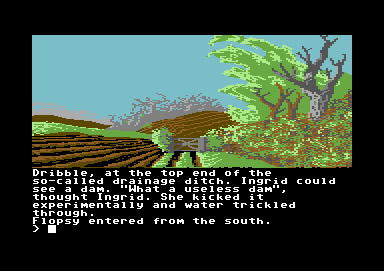 Dribble, at the top end of the
so-called drainage ditch. Ingrid could
see a dam. "What a useless dam",
thought Ingrid. She kicked it
experimentally and water trickled
through.
Flopsy entered from the south.
>